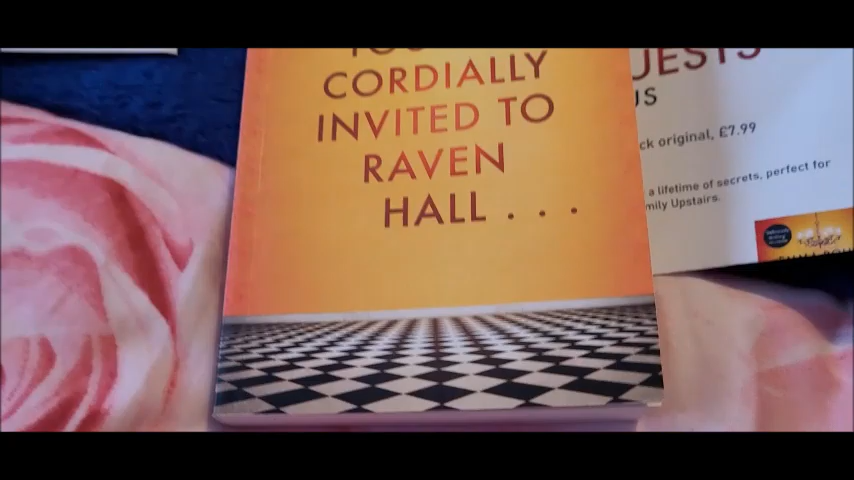 CORDIALLY
INVITED TO
RAVEN
HALL . . .
UESTS
US
ck original, £7.99
a lifetime of secrets, perfect for
mily Upstairs.